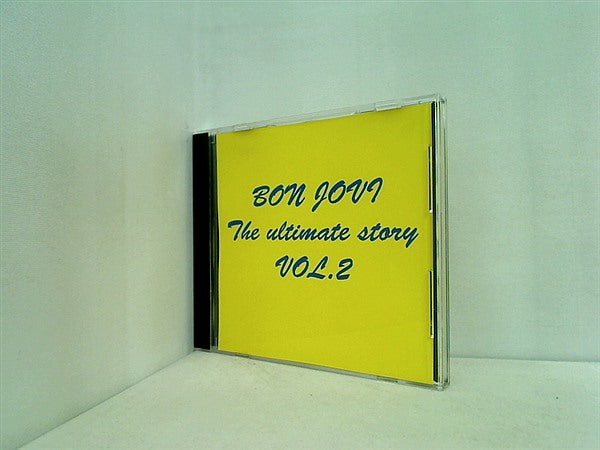 BON JOVI
The ultimate story
VOL.2